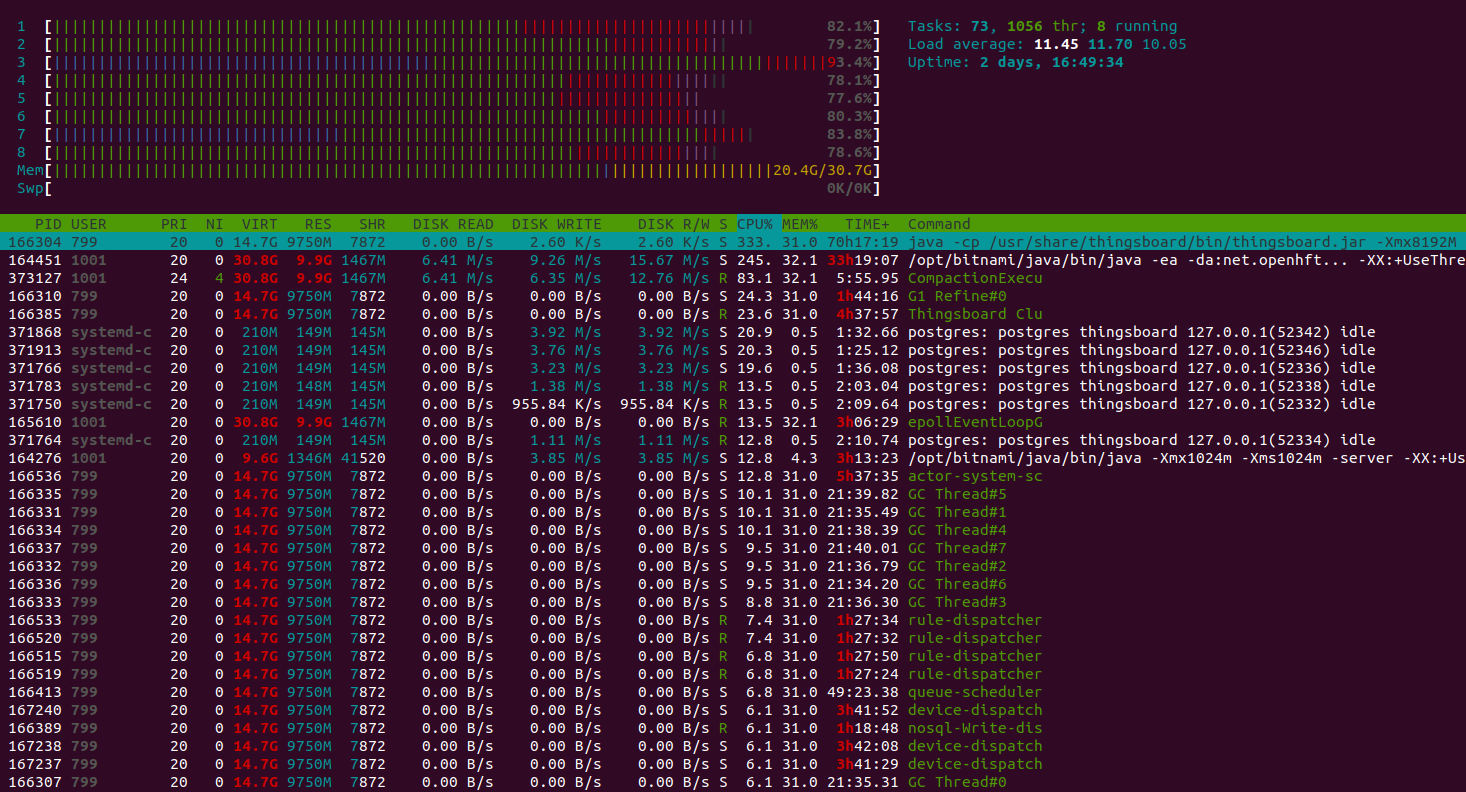 1 [ 82.1%] Tasks: 73, 1056 thr; 8 running
2 [ 79.2%] Load average: 11.45 11.70 10.05
3 [ 93.4%] Uptime: 2 days, 16:49:34
4 [ 78.1%]
5 [ 77.6%]
6 [ 80.3%]
7 [ 83.8%]
8 [ 78.6%]
Mem[ 20.4G/30.7G]
Swp[ 0K/0K]
PID USER PRI NI VIRT RES SHR DISK READ DISK WRITE DISK R/W S CPU% MEM% TIME+ Command
166304 799 20 0 14.7G 9750M 7872 0.00 B/s 2.60 K/s 2.60 K/s S 333. 31.0 70h17:19 java -cp /usr/share/thingsboard/bin/thingsboard.jar -Xmx8192M
164451 1001 20 0 30.8G 9.9G 1467M 6.41 M/s 9.26 M/s 15.67 M/s S 245. 32.1 33h19:07 /opt/bitnami/java/bin/java -ea -da:net.openhft... -XX:+UseThre
373127 1001 24 4 30.8G 9.9G 1467M 6.41 M/s 6.35 M/s 12.76 M/s R 83.1 32.1 5:55.95 CompactionExecu
166310 799 20 0 14.7G 9750M 7872 0.00 B/s 0.00 B/s 0.00 B/s S 24.3 31.0 1h44:16 G1 Refine#0
166385 799 20 0 14.7G 9750M 7872 0.00 B/s 0.00 B/s 0.00 B/s R 23.6 31.0 4h37:57 Thingsboard Clu
371868 systemd-c 20 0 210M 149M 145M 0.00 B/s 3.92 M/s 3.92 M/s S 20.9 0.5 1:32.66 postgres: postgres thingsboard 127.0.0.1(52342) idle
371913 systemd-c 20 0 210M 149M 145M 0.00 B/s 3.76 M/s 3.76 M/s S 20.3 0.5 1:25.12 postgres: postgres thingsboard 127.0.0.1(52346) idle
371766 systemd-c 20 0 210M 149M 145M 0.00 B/s 3.23 M/s 3.23 M/s S 19.6 0.5 1:36.08 postgres: postgres thingsboard 127.0.0.1(52336) idle
371783 systemd-c 20 0 210M 148M 145M 0.00 B/s 1.38 M/s 1.38 M/s R 13.5 0.5 2:03.04 postgres: postgres thingsboard 127.0.0.1(52338) idle
371750 systemd-c 20 0 210M 149M 145M 0.00 B/s 955.84 K/s 955.84 K/s R 13.5 0.5 2:09.64 postgres: postgres thingsboard 127.0.0.1(52332) idle
165610 1001 20 0 30.8G 9.9G 1467M 0.00 B/s 0.00 B/s 0.00 B/s R 13.5 32.1 3h06:29 epollEventLoopG
371764 systemd-c 20 0 210M 149M 145M 0.00 B/s 1.11 M/s 1.11 M/s R 12.8 0.5 2:10.74 postgres: postgres thingsboard 127.0.0.1(52334) idle
164276 1001 20 0 9.6G 1346M 41520 0.00 B/s 3.85 M/s 3.85 M/s S 12.8 4.3 3h13:23 /opt/bitnami/java/bin/java -Xmx1024m -Xms1024m -server -XX:+Us
166536 799 20 0 14.7G 9750M 7872 0.00 B/s 0.00 B/s 0.00 B/s S 12.8 31.0 5h37:35 actor-system-sc
166335 799 20 0 14.7G 9750M 7872 0.00 B/s 0.00 B/s 0.00 B/s S 10.1 31.0 21:39.82 GC Thread#5
166331 799 20 0 14.7G 9750M 7872 0.00 B/s 0.00 B/s 0.00 B/s S 10.1 31.0 21:35.49 GC Thread#1
166334 799 20 0 14.7G 9750M 7872 0.00 B/s 0.00 B/s 0.00 B/s S 10.1 31.0 21:38.39 GC Thread#4
166337 799 20 0 14.7G 9750M 7872 0.00 B/s 0.00 B/s 0.00 B/s S 9.5 31.0 21:40.01 GC Thread#7
166332 799 20 0 14.7G 9750M 7872 0.00 B/s 0.00 B/s 0.00 B/s S 9.5 31.0 21:36.79 GC Thread#2
166336 799 20 0 14.7G 9750M 7872 0.00 B/s 0.00 B/s 0.00 B/s S 9.5 31.0 21:34.20 GC Thread#6
166333 799 20 0 14.7G 9750M 7872 0.00 B/s 0.00 B/s 0.00 B/s S 8.8 31.0 21:36.30 GC Thread#3
166533 799 20 0 14.7G 9750M 7872 0.00 B/s 0.00 B/s 0.00 B/s R 7.4 31.0 1h27:34 rule-dispatcher
166520 799 20 0 14.7G 9750M 7872 0.00 B/s 0.00 B/s 0.00 B/s R 7.4 31.0 1h27:32 rule-dispatcher
166515 799 20 0 14.7G 9750M 7872 0.00 B/s 0.00 B/s 0.00 B/s R 6.8 31.0 1h27:50 rule-dispatcher
166519 799 20 0 14.7G 9750M 7872 0.00 B/s 0.00 B/s 0.00 B/s R 6.8 31.0 1h27:24 rule-dispatcher
166413 799 20 0 14.7G 9750M 7872 0.00 B/s 0.00 B/s 0.00 B/s S 6.8 31.0 49:23.38 queue-scheduler
167240 799 20 0 14.7G 9750M 7872 0.00 B/s 0.00 B/s 0.00 B/s S 6.1 31.0 3h41:52 device-dispatch
166389 799 20 0 14.7G 9750M 7872 0.00 B/s 0.00 B/s 0.00 B/s R 6.1 31.0 1h18:48 nosql-Write-dis
167238 799 20 0 14.7G 9750M 7872 0.00 B/s 0.00 B/s 0.00 B/s S 6.1 31.0 3h42:08 device-dispatch
167237 799 20 0 14.7G 9750M 7872 0.00 B/s 0.00 B/s 0.00 B/s S 6.1 31.0 3h41:29 device-dispatch
166307 799 20 0 14.7G 9750M 7872 0.00 B/s 0.00 B/s 0.00 B/s S 6.1 31.0 21:35.31 GC Thread#0